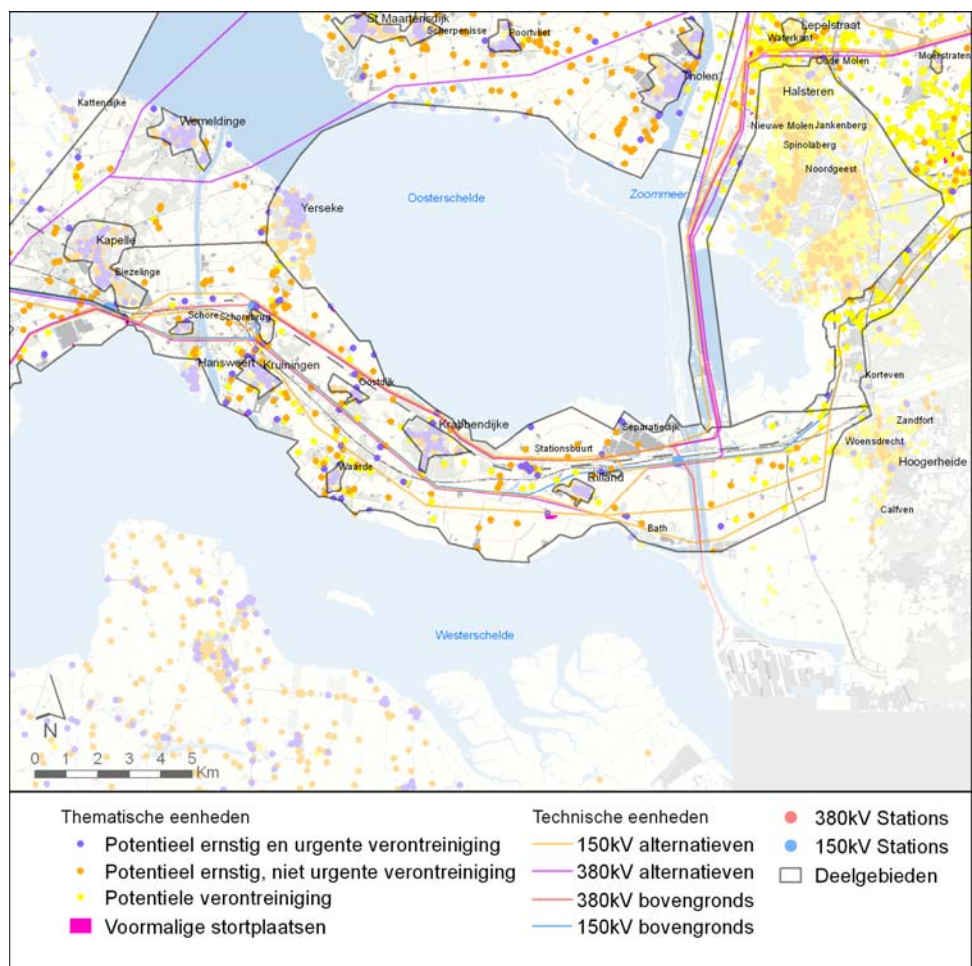 St Maartensdijk
Scherpenisse
Poortvliet
Lepelstraat
Waterkant
Oude Molen
Moerstraten
Tholen
Kattendijke
Halsteren
Wemeldinge
Nieuwe Molen
Jankenberg
Spinolaberg
Noordgeest
Oosterschelde
Zoommeer
Yerseke
Kapelle
Biezelinge
Schore
Schorebrug
Hansweert
Kruiningen
Oostdijk
Korteven
Krabbendijke
Separatiedijk
Zandfort
Stationsbuurt
Woensdrecht
Waarde
Rilland
Hoogerheide
Calfven
Bath
Westerschelde
N
0 1 2 3 4 5
Km
Thematische eenheden
Potentieel ernstig en urgente verontreiniging
Potentieel ernstig, niet urgente verontreiniging
Potentiele verontreiniging
Voormalige stortplaatsen
Technische eenheden
150kV alternatieven
380kV alternatieven
380kV bovengronds
150kV bovengronds
380kV Stations
150kV Stations
Deelgebieden